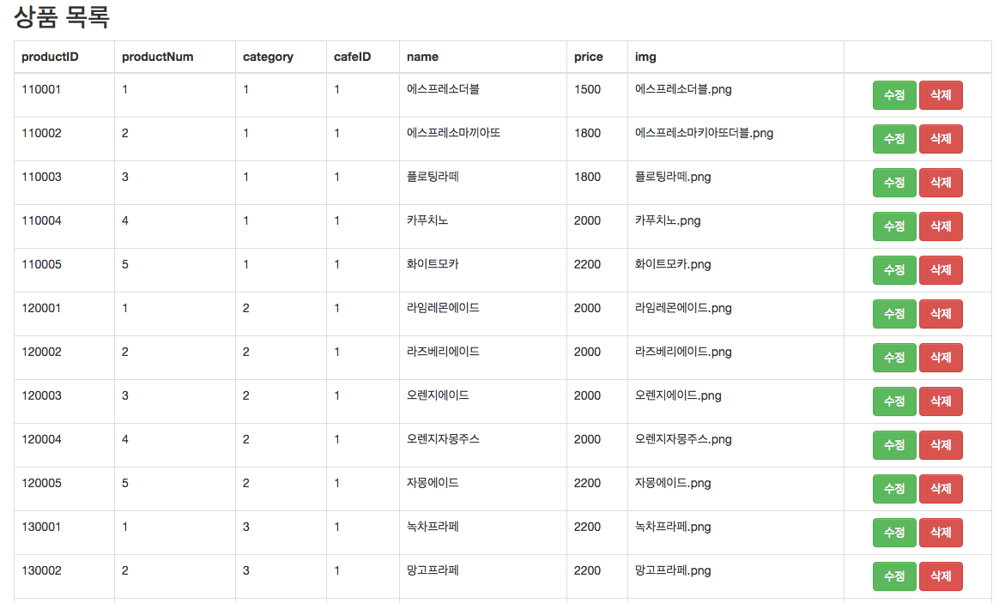 상품 목록
productID productNum category cafeID name price img
110001 1 1 1 에스프레소더블 1500 에스프레소더블.png 수정 삭제
110002 2 1 1 에스프레소마끼아또 1800 에스프레소마키아또더블.png 수정 삭제
110003 3 1 1 플로팅라떼 1800 플로팅라떼.png 수정 삭제
110004 4 1 1 카푸치노 2000 카푸치노.png 수정 삭제
110005 5 1 1 화이트모카 2200 화이트모카.png 수정 삭제
120001 1 2 1 라임레몬에이드 2000 라임레몬에이드.png 수정 삭제
120002 2 2 1 라즈베리에이드 2000 라즈베리에이드.png 수정 삭제
120003 3 2 1 오렌지에이드 2000 오렌지에이드.png 수정 삭제
120004 4 2 1 오렌지자몽주스 2000 오렌지자몽주스.png 수정 삭제
120005 5 2 1 자몽에이드 2200 자몽에이드.png 수정 삭제
130001 1 3 1 녹차프라페 2200 녹차프라페.png 수정 삭제
130002 2 3 1 망고프라페 2200 망고프라페.png 수정 삭제